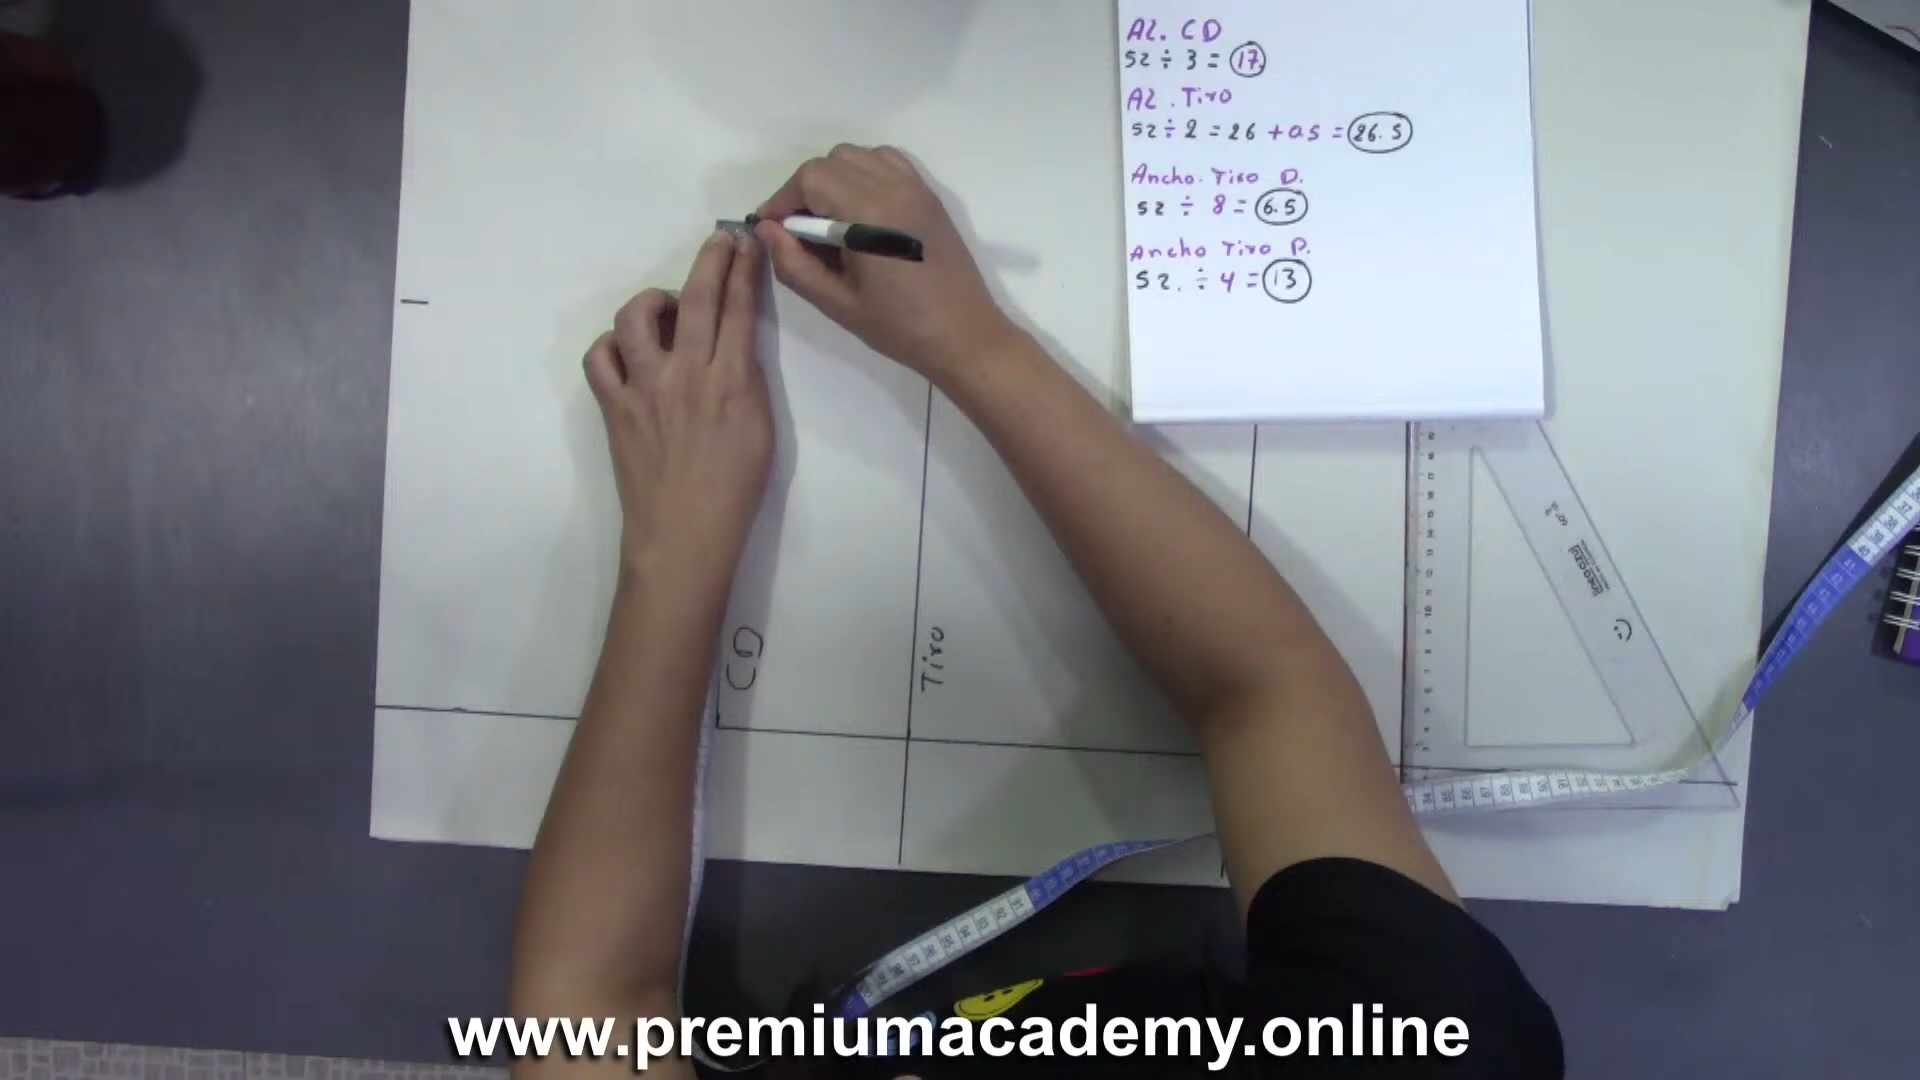 Al. CD
52 ÷ 3 = 17.
Al. Tiro
52 ÷ 2 = 26 + 0.5 = 26.5
Ancho. Tiro D.
52 ÷ 8 = 6.5
Ancho Tiro P.
52. ÷ 4 = 13
CD
Tiro
www.premiumacademy.online